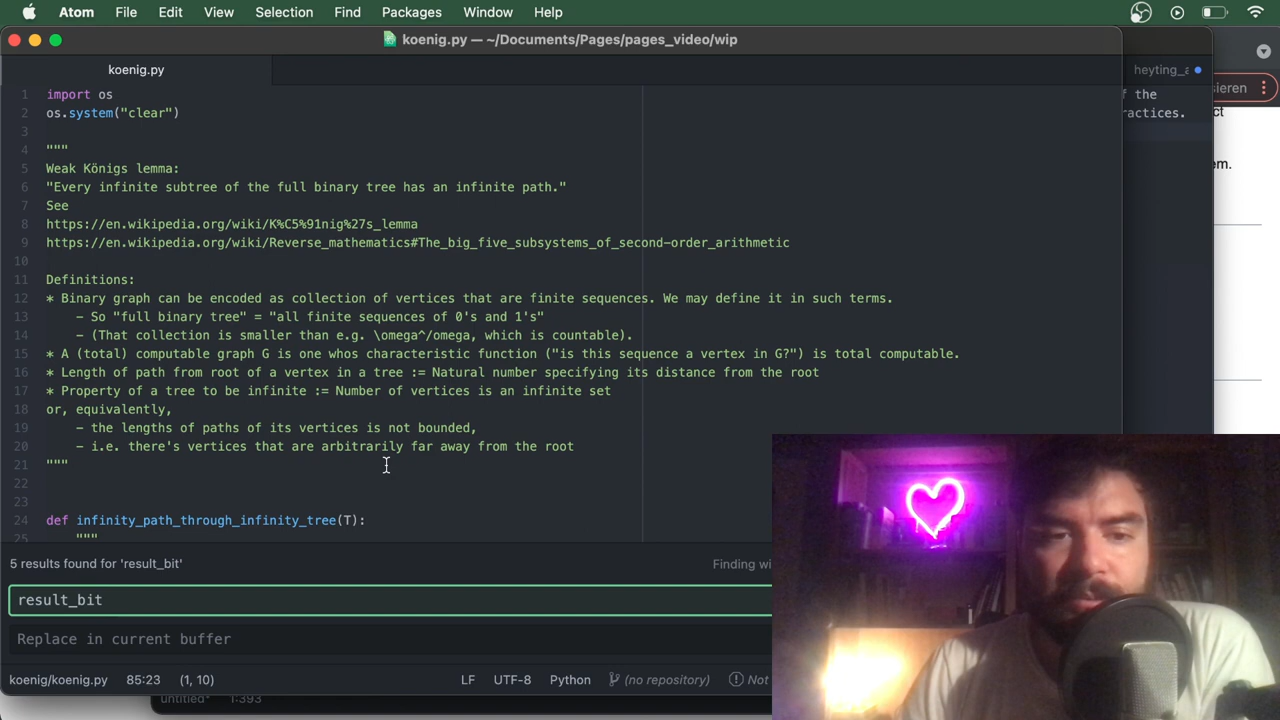 Atom File Edit View Selection Find Packages Window Help
koenig.py — ~/Documents/Pages/pages_video/wip
koenig.py
heyting_a
1 import os
2 os.system("clear")
3
4 """
5 Weak Königs lemma:
6 "Every infinite subtree of the full binary tree has an infinite path."
7 See
8 https://en.wikipedia.org/wiki/K%C5%91nig%27s_lemma
9 https://en.wikipedia.org/wiki/Reverse_mathematics#The_big_five_subsystems_of_second-order_arithmetic
10
11 Definitions:
12 * Binary graph can be encoded as collection of vertices that are finite sequences. We may define it in such terms.
13 - So "full binary tree" = "all finite sequences of 0's and 1's"
14 - (That collection is smaller than e.g. \omega^/omega, which is countable).
15 * A (total) computable graph G is one whos characteristic function ("is this sequence a vertex in G?") is total computable.
16 * Length of path from root of a vertex in a tree := Natural number specifying its distance from the root
17 * Property of a tree to be infinite := Number of vertices is an infinite set
18 or, equivalently,
19 - the lengths of paths of its vertices is not bounded,
20 - i.e. there's vertices that are arbitrarily far away from the root
21 """
22
23
24 def infinity_path_through_infinity_tree(T):
25 """
f the
ractices.
ieren
ct
em.
5 results found for 'result_bit'
Finding wi
result_bit
Replace in current buffer
koenig/koenig.py 85:23 (1, 10)
LF UTF-8 Python (no repository) Not
untitled* 1:393